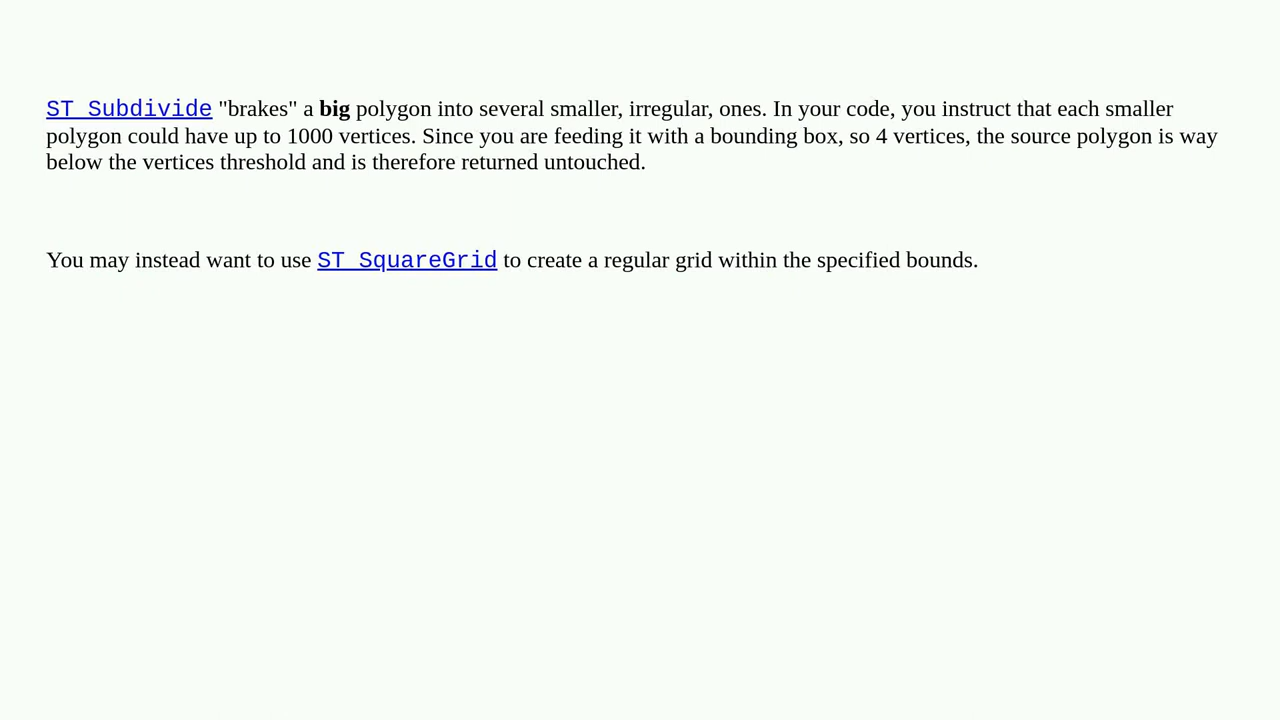 ST_Subdivide "brakes" a big polygon into several smaller, irregular, ones. In your code, you instruct that each smaller
polygon could have up to 1000 vertices. Since you are feeding it with a bounding box, so 4 vertices, the source polygon is way
below the vertices threshold and is therefore returned untouched.
You may instead want to use ST_SquareGrid to create a regular grid within the specified bounds.